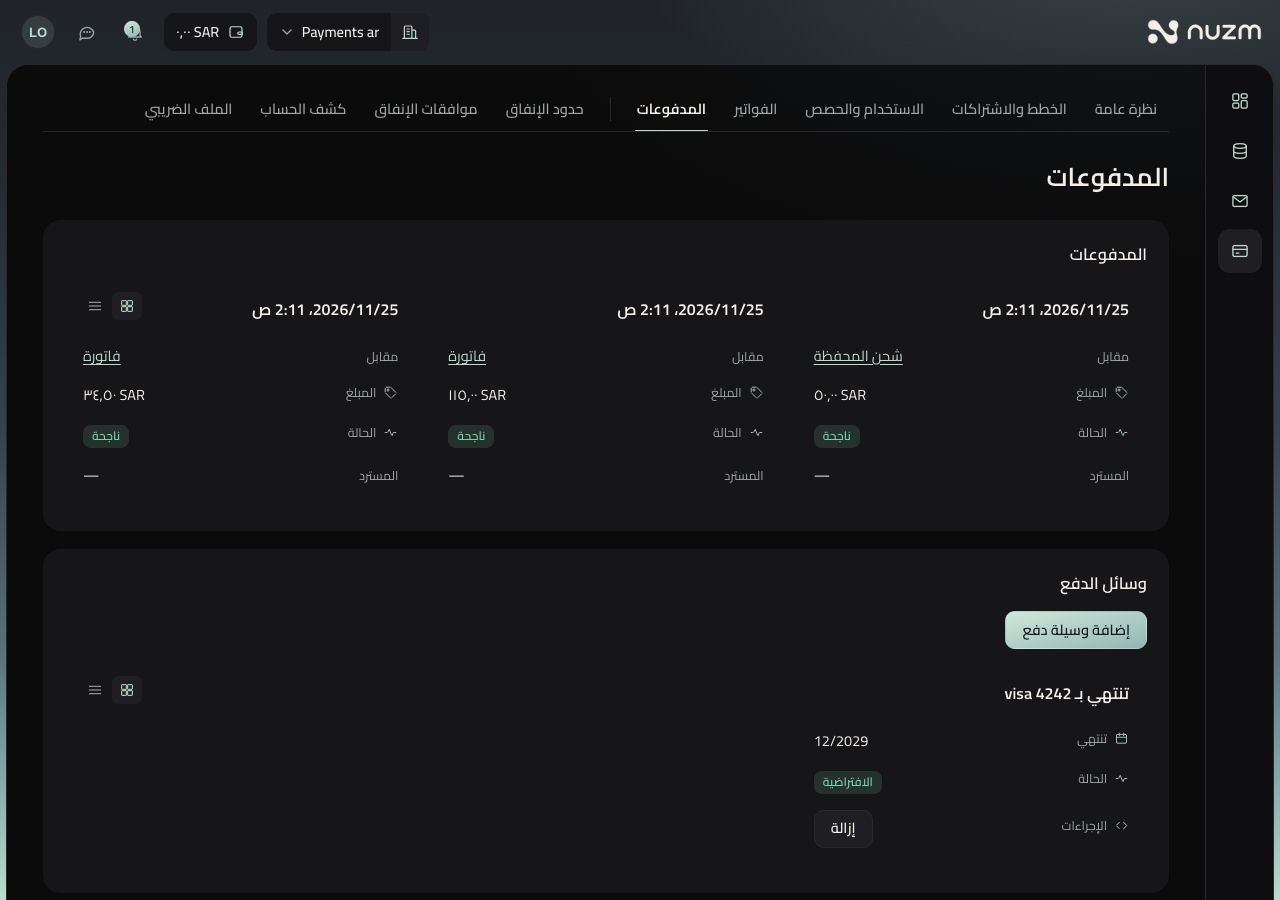 nuzm
Payments ar
٠,٠٠ SAR
1
LO
نظرة عامة
الخطط والاشتراكات
الاستخدام والحصص
الفواتير
المدفوعات
حدود الإنفاق
موافقات الإنفاق
كشف الحساب
الملف الضريبي
المدفوعات
المدفوعات
2026/11/25، 2:11 ص
مقابل شحن المحفظة
المبلغ ٥٠,٠٠ SAR
الحالة ناجحة
المسترد —
2026/11/25، 2:11 ص
مقابل فاتورة
المبلغ ١١٥,٠٠ SAR
الحالة ناجحة
المسترد —
2026/11/25، 2:11 ص
مقابل فاتورة
المبلغ ٣٤,٥٠ SAR
الحالة ناجحة
المسترد —
وسائل الدفع
إضافة وسيلة دفع
visa تنتهي بـ 4242
تنتهي 12/2029
الحالة الافتراضية
الإجراءات إزالة